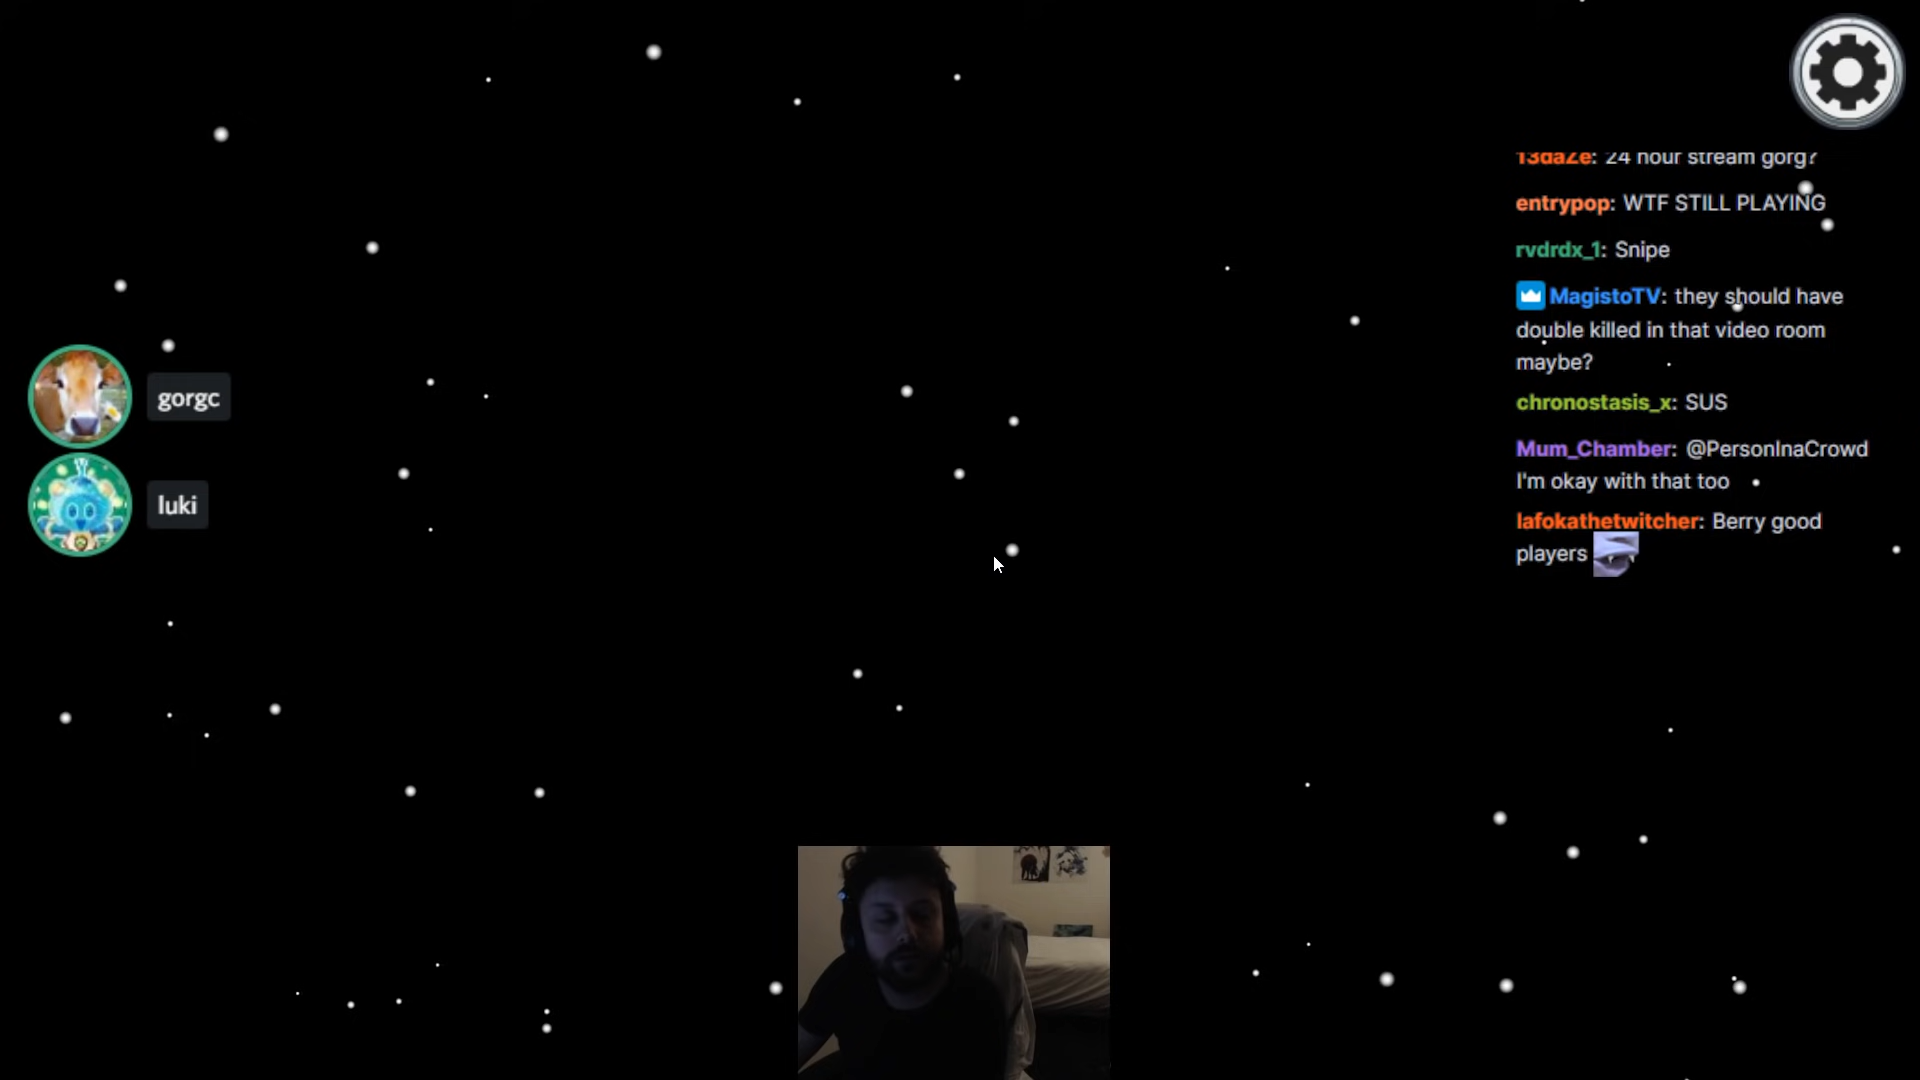 13daze: 24 hour stream gorg?
entrypop: WTF STILL PLAYING
rvdrdx_1: Snipe
MagistoTV: they should have
double killed in that video room
maybe?
gorgc
chronostasis_x: SUS
Mum_Chamber: @PersonInaCrowd
I'm okay with that too
luki
lafokathetwitcher: Berry good
players